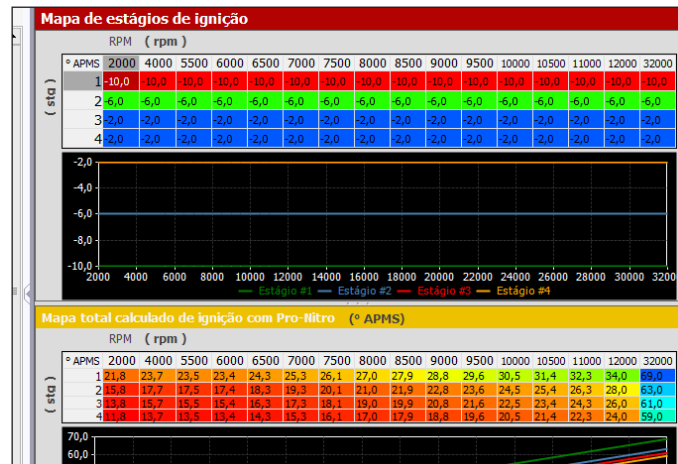 Mapa de estágios de ignição
RPM ( rpm )
° APMS 2000 4000 5500 6000 6500 7000 7500 8000 8500 9000 9500 10000 10500 11000 12000 32000
( stg )
1 -10,0 -10,0 -10,0 -10,0 -10,0 -10,0 -10,0 -10,0 -10,0 -10,0 -10,0 -10,0 -10,0 -10,0 -10,0 -10,0
2 -6,0 -6,0 -6,0 -6,0 -6,0 -6,0 -6,0 -6,0 -6,0 -6,0 -6,0 -6,0 -6,0 -6,0 -6,0 -6,0
3 -2,0 -2,0 -2,0 -2,0 -2,0 -2,0 -2,0 -2,0 -2,0 -2,0 -2,0 -2,0 -2,0 -2,0 -2,0 -2,0
4 -2,0 -2,0 -2,0 -2,0 -2,0 -2,0 -2,0 -2,0 -2,0 -2,0 -2,0 -2,0 -2,0 -2,0 -2,0 -2,0
-2,0
-4,0
-6,0
-8,0
-10,0
2000 4000 6000 8000 10000 12000 14000 16000 18000 20000 22000 24000 26000 28000 30000 3200
Estágio #1 Estágio #2 Estágio #3 Estágio #4
Mapa total calculado de ignição com Pro-Nitro (° APMS)
RPM ( rpm )
° APMS 2000 4000 5500 6000 6500 7000 7500 8000 8500 9000 9500 10000 10500 11000 12000 32000
( stg )
1 21,8 23,7 23,5 23,4 24,3 25,3 26,1 27,0 27,9 28,8 29,6 30,5 31,4 32,3 34,0 69,0
2 15,8 17,7 17,5 17,4 18,3 19,3 20,1 21,0 21,9 22,8 23,6 24,5 25,4 26,3 28,0 63,0
3 13,8 15,7 15,5 15,4 16,3 17,3 18,1 19,0 19,9 20,8 21,6 22,5 23,4 24,3 26,0 61,0
4 11,8 13,7 13,5 13,4 14,3 15,3 16,1 17,0 17,9 18,8 19,6 20,5 21,4 22,3 24,0 59,0
70,0
60,0